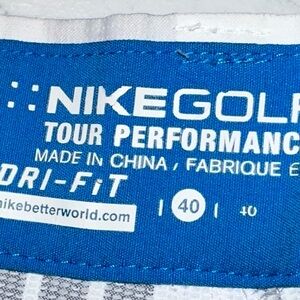 NIKEGOLF
TOUR PERFORMANC
MADE IN CHINA / FABRIQUE E
DRI-FIT
nikebetterworld.com
| 40 | 40